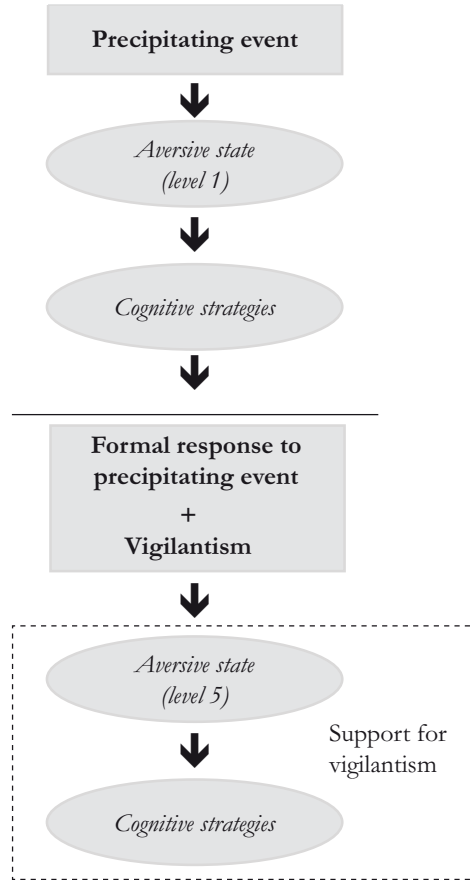 Precipitating event
Aversive state
(level 1)
Cognitive strategies
Formal response to
precipitating event
+
Vigilantism
Aversive state
(level 5)
Support for
vigilantism
Cognitive strategies